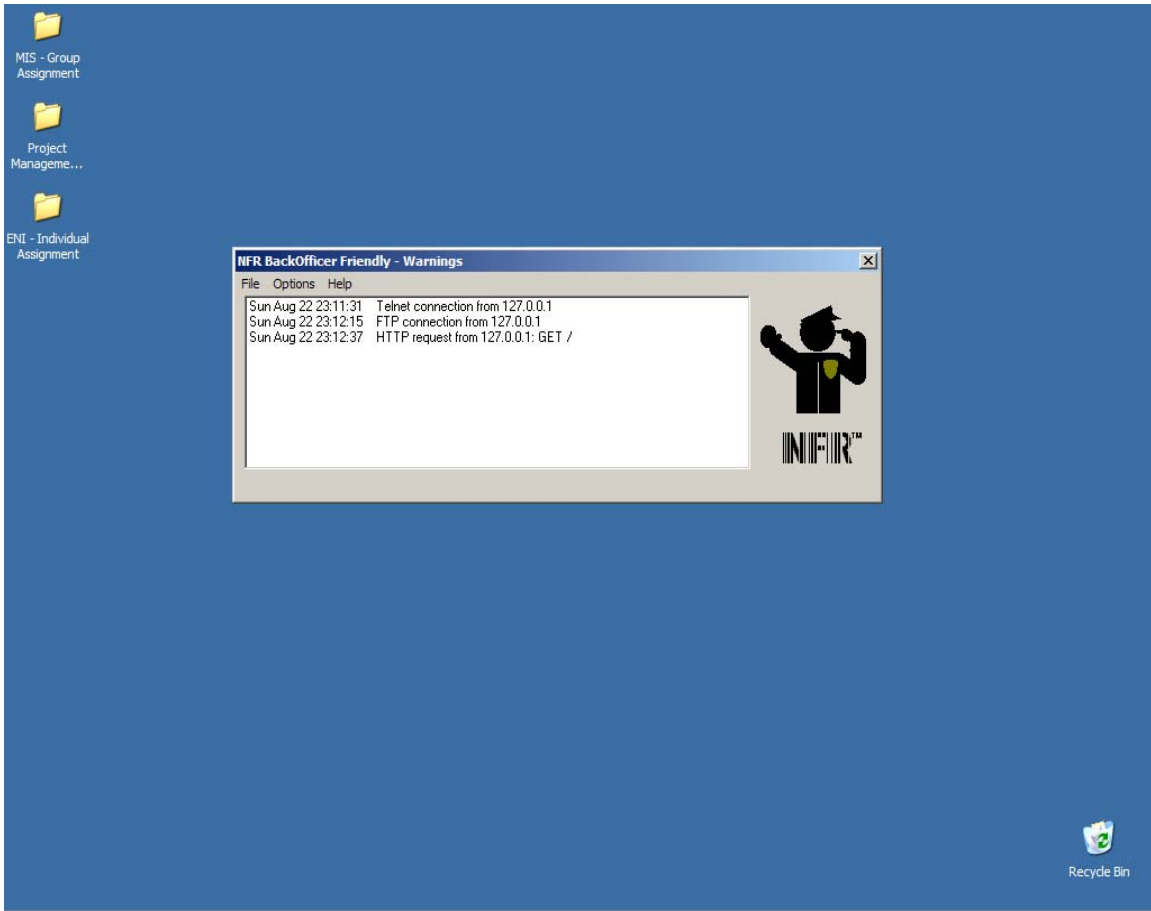 MIS - Group
Assignment
Project
Manageme...
ENI - Individual
Assignment
NFR BackOfficer Friendly - Warnings
File Options Help
Sun Aug 22 23:11:31 Telnet connection from 127.0.0.1
Sun Aug 22 23:12:15 FTP connection from 127.0.0.1
Sun Aug 22 23:12:37 HTTP request from 127.0.0.1: GET /
NFR™
Recycle Bin